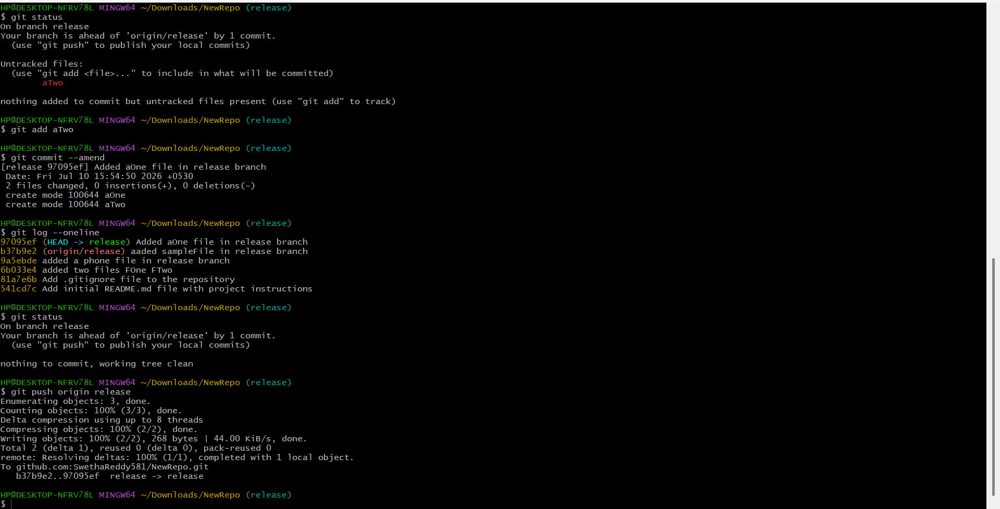 HP@DESKTOP-NFRV78L MINGW64 ~/Downloads/NewRepo (release)
$ git status
On branch release
Your branch is ahead of 'origin/release' by 1 commit.
  (use "git push" to publish your local commits)

Untracked files:
  (use "git add <file>..." to include in what will be committed)
        aTwo

nothing added to commit but untracked files present (use "git add" to track)

HP@DESKTOP-NFRV78L MINGW64 ~/Downloads/NewRepo (release)
$ git add aTwo

HP@DESKTOP-NFRV78L MINGW64 ~/Downloads/NewRepo (release)
$ git commit --amend
[release 97095ef] Added aOne file in release branch
 Date: Fri Jul 10 15:54:50 2026 +0530
 2 files changed, 0 insertions(+), 0 deletions(-)
 create mode 100644 aOne
 create mode 100644 aTwo

HP@DESKTOP-NFRV78L MINGW64 ~/Downloads/NewRepo (release)
$ git log --oneline
97095ef (HEAD -> release) Added aOne file in release branch
b37b9e2 (origin/release) aaded sampleFile in release branch
9a5ebde added a phone file in release branch
6b033e4 added two files FOne FTwo
81a7e6b Add .gitignore file to the repository
541cd7c Add initial README.md file with project instructions

HP@DESKTOP-NFRV78L MINGW64 ~/Downloads/NewRepo (release)
$ git status
On branch release
Your branch is ahead of 'origin/release' by 1 commit.
  (use "git push" to publish your local commits)

nothing to commit, working tree clean

HP@DESKTOP-NFRV78L MINGW64 ~/Downloads/NewRepo (release)
$ git push origin release
Enumerating objects: 3, done.
Counting objects: 100% (3/3), done.
Delta compression using up to 8 threads
Compressing objects: 100% (2/2), done.
Writing objects: 100% (2/2), 268 bytes | 44.00 KiB/s, done.
Total 2 (delta 1), reused 0 (delta 0), pack-reused 0
remote: Resolving deltas: 100% (1/1), completed with 1 local object.
To github.com:SwethaReddy581/NewRepo.git
   b37b9e2..97095ef  release -> release

HP@DESKTOP-NFRV78L MINGW64 ~/Downloads/NewRepo (release)
$